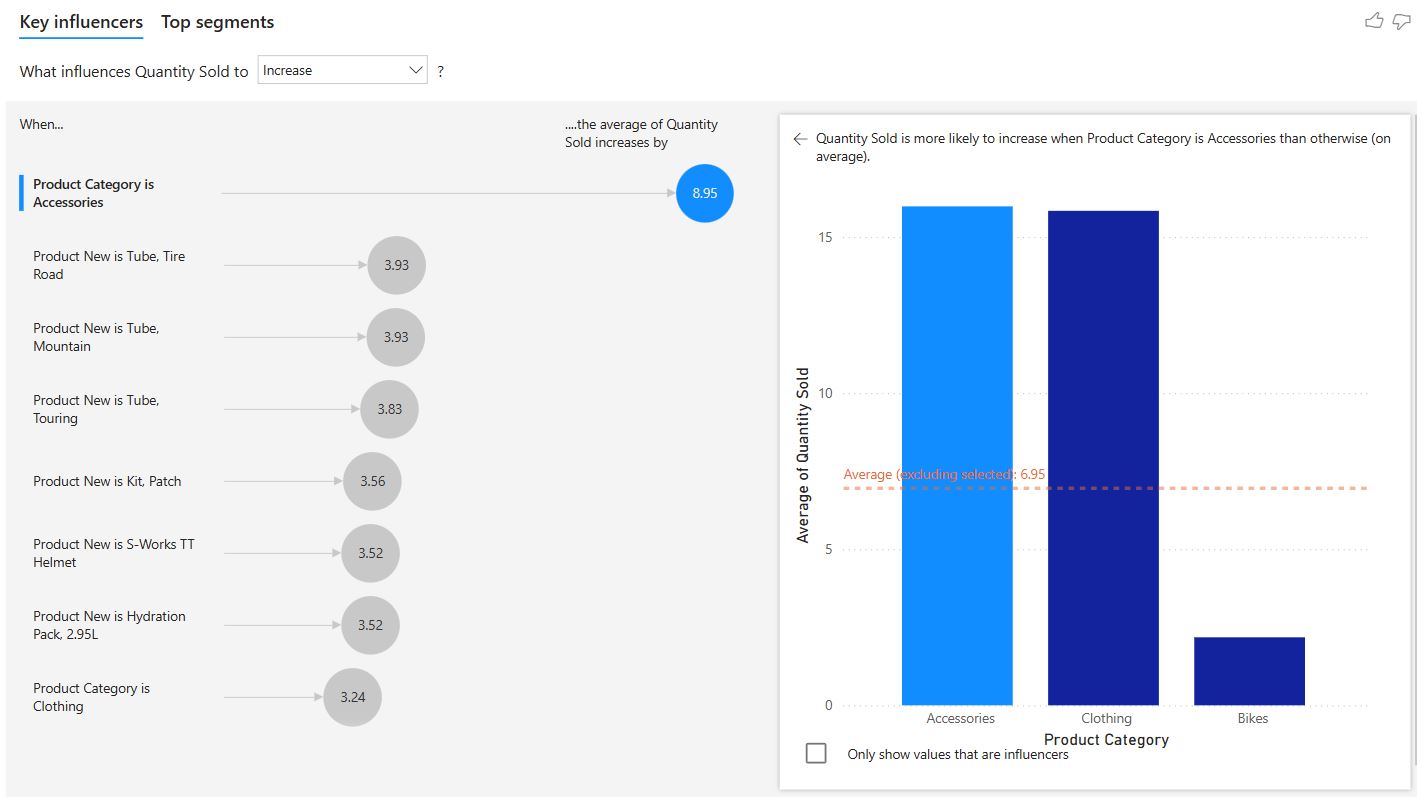 Key influencers Top segments
What influences Quantity Sold to Increase ?
When...
....the average of Quantity
Sold increases by
Product Category is
Accessories
8.95
Product New is Tube, Tire
Road
3.93
Product New is Tube,
Mountain
3.93
Product New is Tube,
Touring
3.83
Product New is Kit, Patch
3.56
Product New is S-Works TT
Helmet
3.52
Product New is Hydration
Pack, 2.95L
3.52
Product Category is
Clothing
3.24
Quantity Sold is more likely to increase when Product Category is Accessories than otherwise (on
average).
Average of Quantity Sold
15
10
Average (excluding selected): 6.95
5
0
Accessories Clothing Bikes
Product Category
Only show values that are influencers